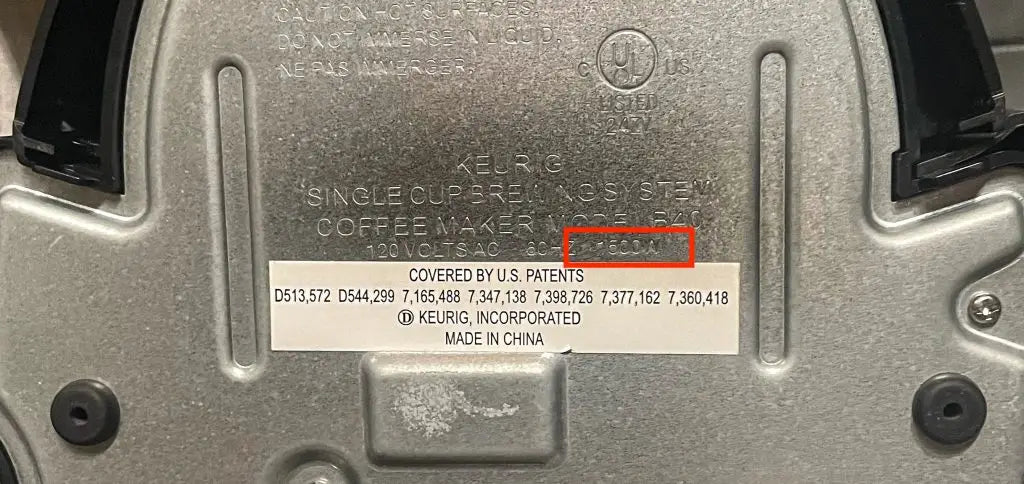 CAUTION HOT SURFACES.
DO NOT IMMERSE IN LIQUID.
NE PAS IMMERGER.
C UL US
LISTED
247Y
KEURIG
SINGLE CUP BREWING SYSTEM
COFFEE MAKER MODEL B40
120 VOLTS AC 60HZ 1500W
COVERED BY U.S. PATENTS
D513,572 D544,299 7,165,488 7,347,138 7,398,726 7,377,162 7,360,418
D KEURIG, INCORPORATED
MADE IN CHINA